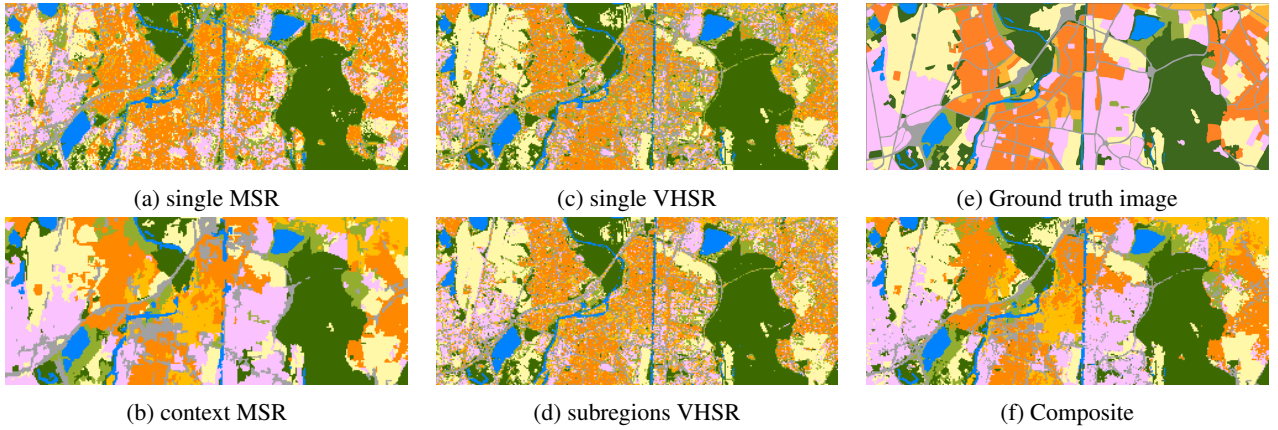 (a) single MSR
(c) single VHSR
(e) Ground truth image
(b) context MSR
(d) subregions VHSR
(f) Composite